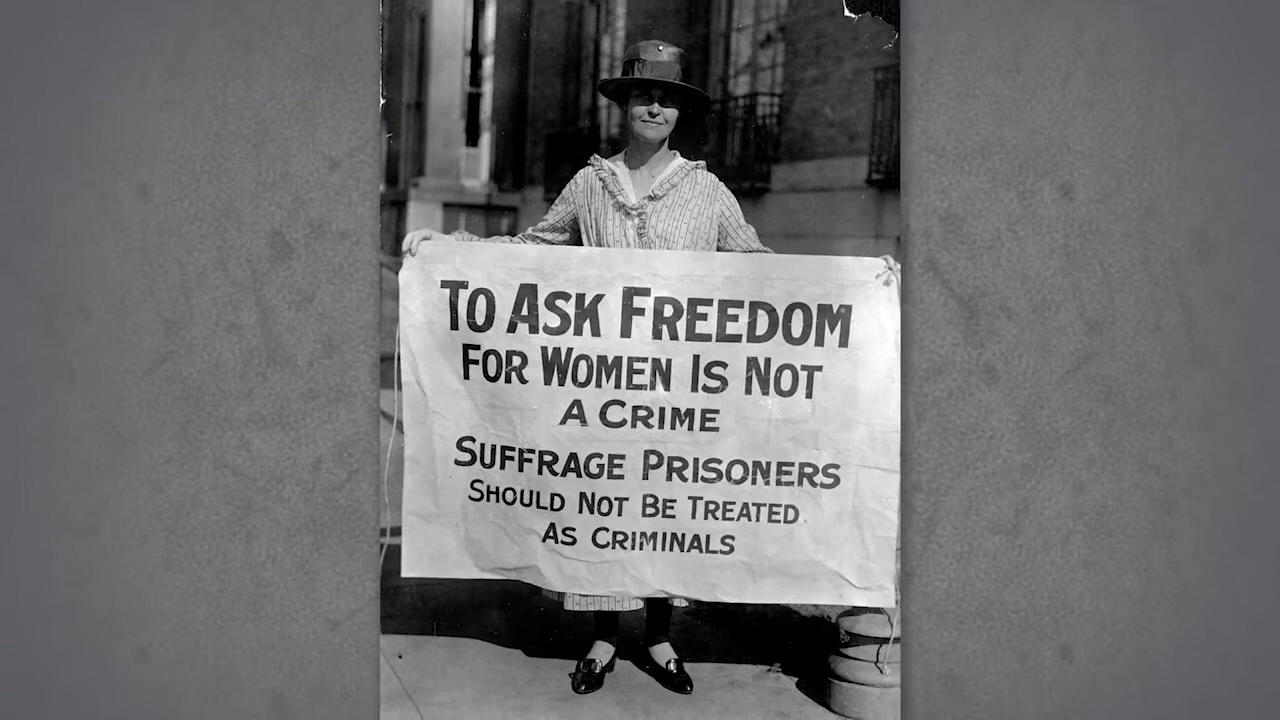 To Ask Freedom
For Women Is Not
A Crime
Suffrage Prisoners
Should Not Be Treated
As Criminals